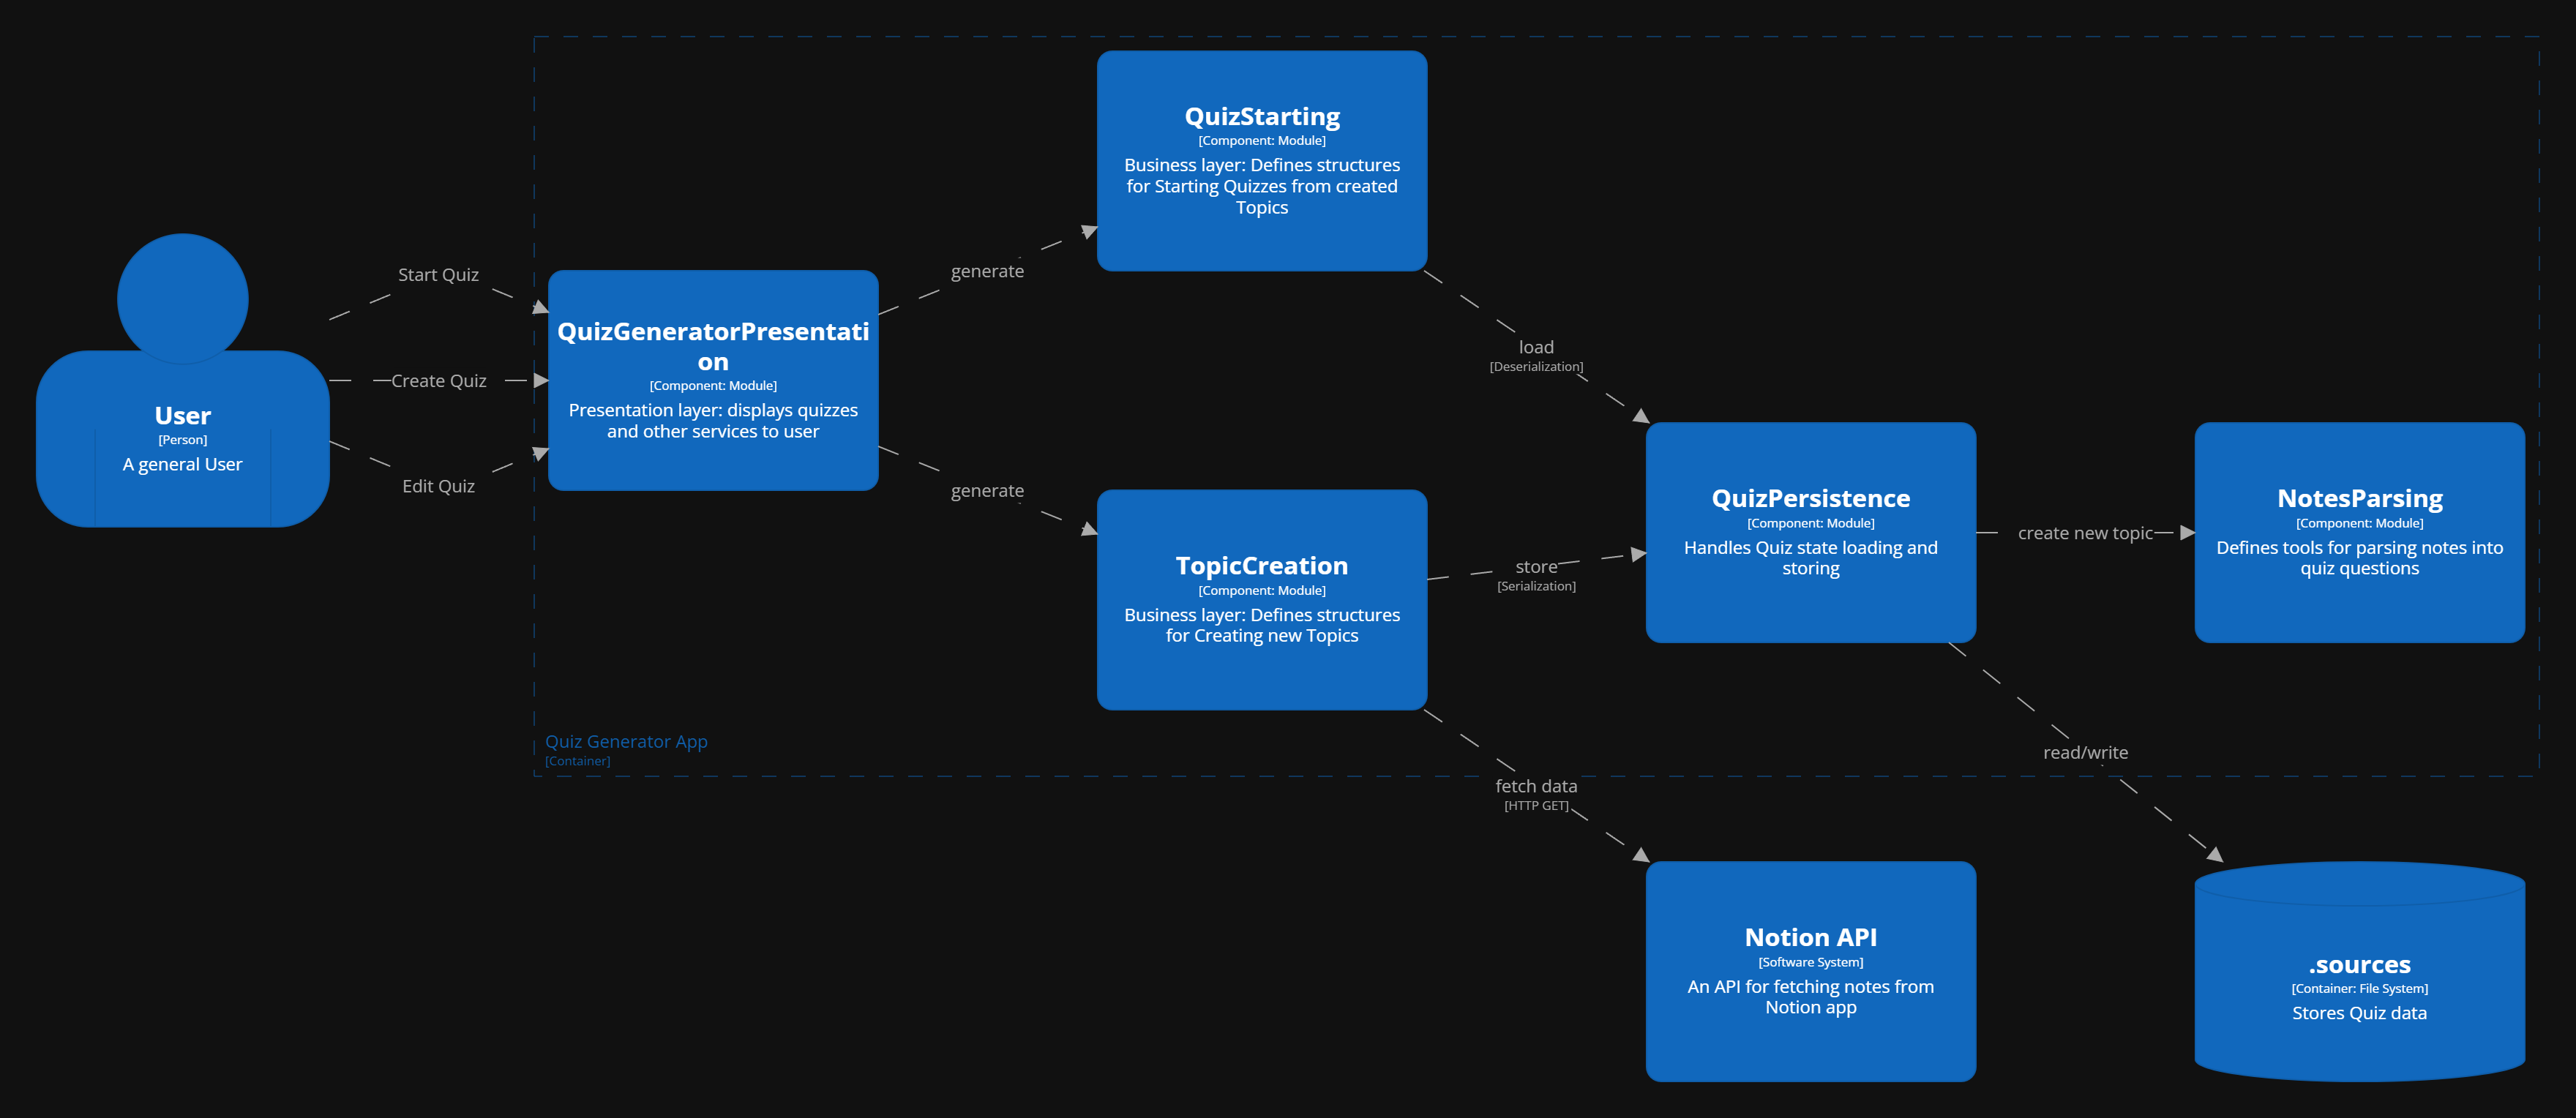 User
[Person]
A general User
Start Quiz
Create Quiz
Edit Quiz
QuizGeneratorPresentati
on
[Component: Module]
Presentation layer: displays quizzes
and other services to user
generate
generate
QuizStarting
[Component: Module]
Business layer: Defines structures
for Starting Quizzes from created
Topics
TopicCreation
[Component: Module]
Business layer: Defines structures
for Creating new Topics
load
[Deserialization]
store
[Serialization]
fetch data
[HTTP GET]
QuizPersistence
[Component: Module]
Handles Quiz state loading and
storing
create new topic
NotesParsing
[Component: Module]
Defines tools for parsing notes into
quiz questions
read/write
Quiz Generator App
[Container]
Notion API
[Software System]
An API for fetching notes from
Notion app
.sources
[Container: File System]
Stores Quiz data